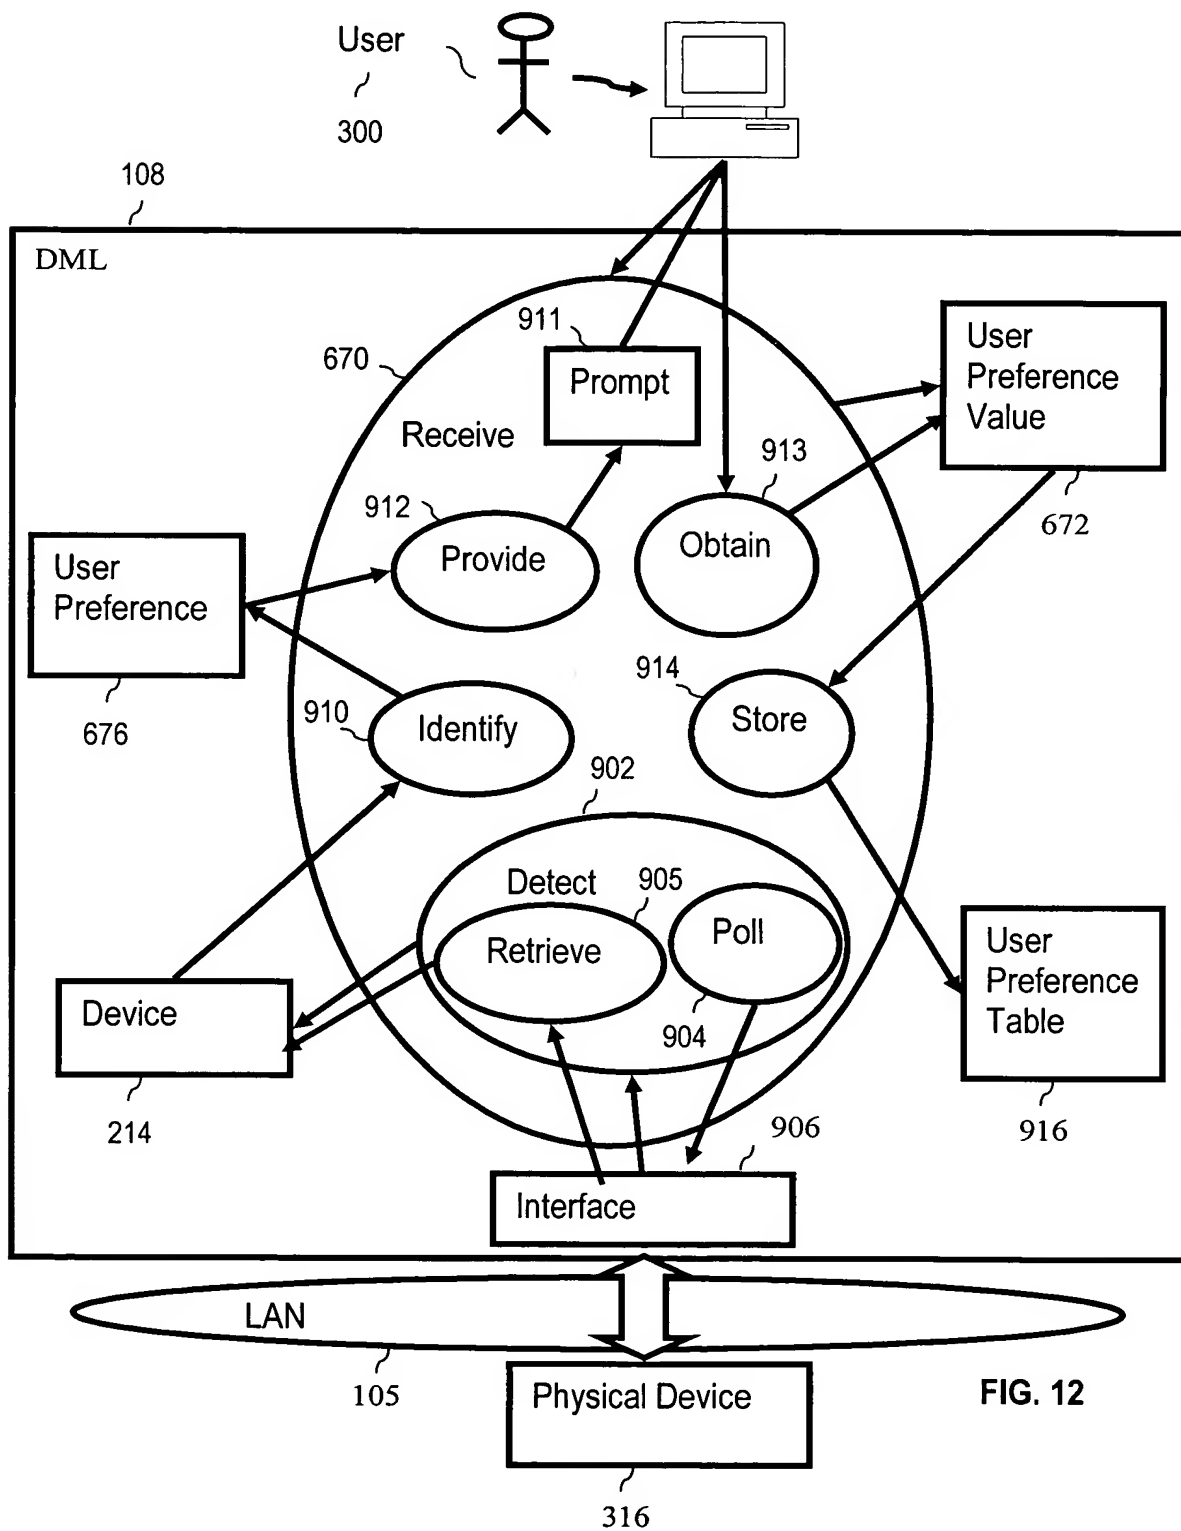 User
300
108
DML
911
670
Prompt
User
Preference
Value
Receive
913
912
672
Provide
Obtain
User
Preference
914
676
910
Identify
Store
902
Detect
905
Retrieve
Poll
User
Preference
Table
Device
904
214
906
916
Interface
LAN
105
Physical Device
FIG. 12
316